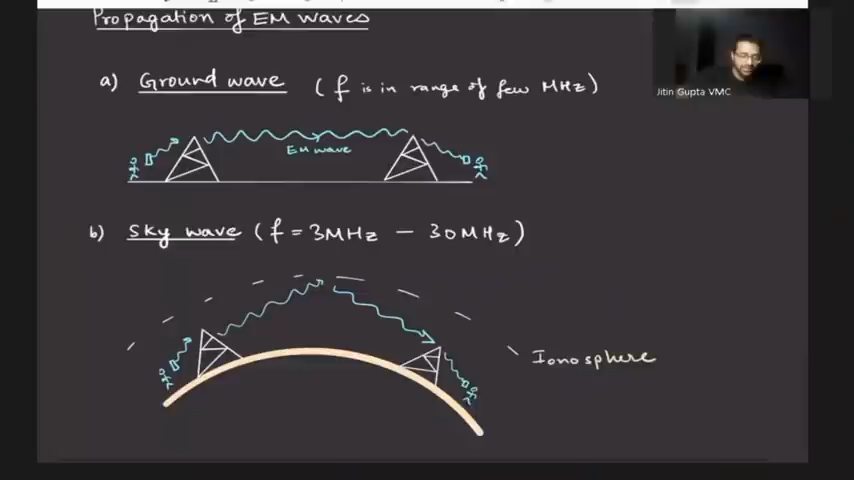 Propagation of EM waves
Jitin Gupta VMC
a) Ground wave (f is in range of few MHz)
EM wave
b) Sky wave (f = 3MHz — 30MHz)
Ionosphere